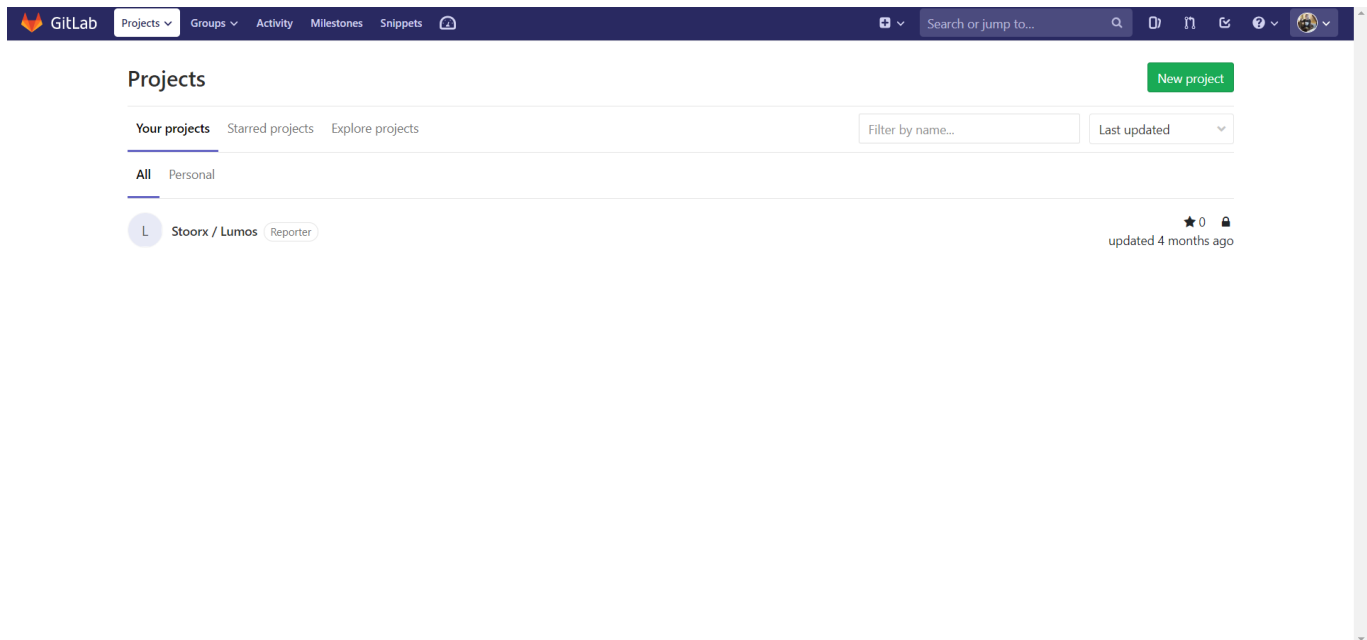 GitLab Projects Groups Activity Milestones Snippets Search or jump to...
Projects New project
Your projects Starred projects Explore projects Filter by name... Last updated
All Personal
L Stoorx / Lumos Reporter 0
updated 4 months ago